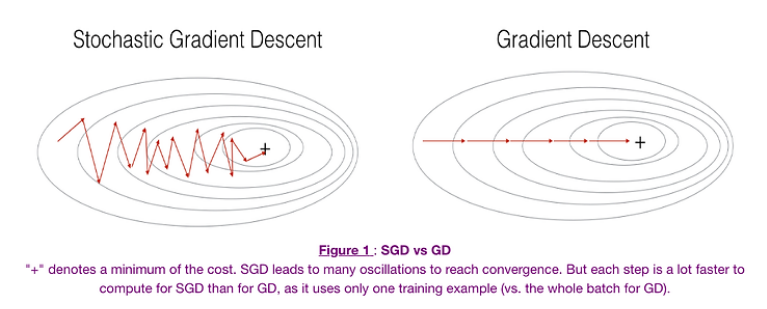 Stochastic Gradient Descent
Gradient Descent
+
+
Figure 1 : SGD vs GD
"+" denotes a minimum of the cost. SGD leads to many oscillations to reach convergence. But each step is a lot faster to
compute for SGD than for GD, as it uses only one training example (vs. the whole batch for GD).